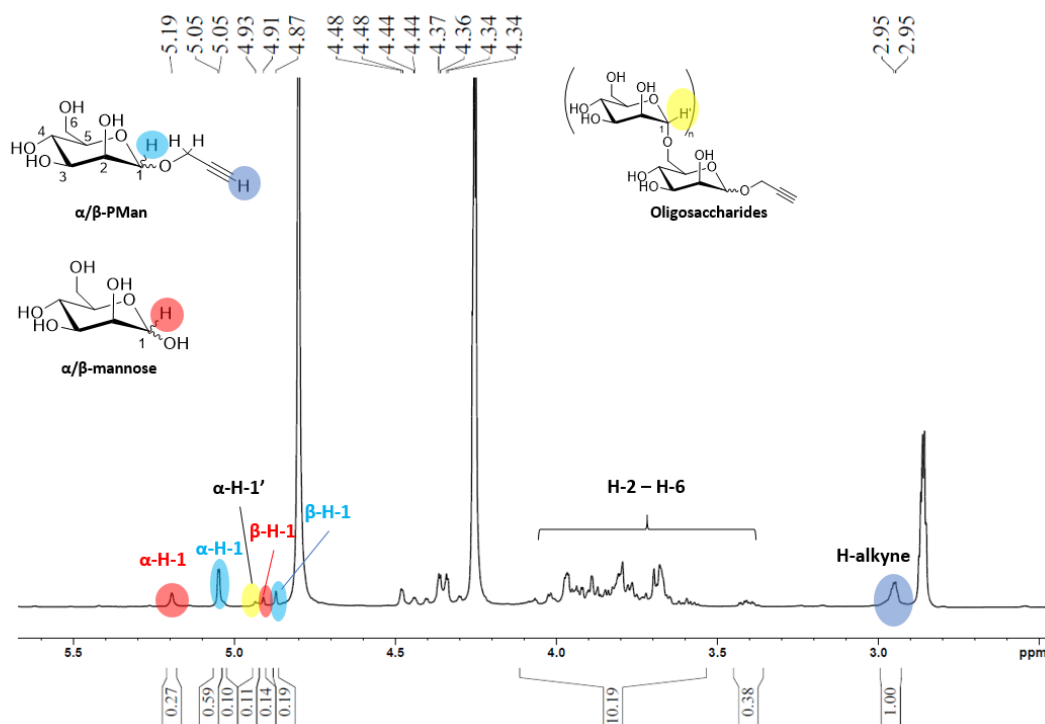 5.19
5.05
5.05
4.93
4.91
4.87
4.48
4.48
4.44
4.44
4.37
4.36
4.34
4.34
2.95
2.95
HO
6
OH
4
5
O
H
H
H
HO
HO
3
2
1
O
H
α/β-PMan
OH
OH
O
H
HO
HO
1
OH
α/β-mannose
HO
OH
O
H'
HO
HO
1
n
O
OH
O
HO
HO
O
Oligosaccharides
α-H-1
α-H-1
α-H-1’
β-H-1
β-H-1
H-2 – H-6
H-alkyne
5.5
5.0
4.5
4.0
3.5
3.0
ppm
0.27
0.59
0.10
0.11
0.14
0.19
10.19
0.38
1.00